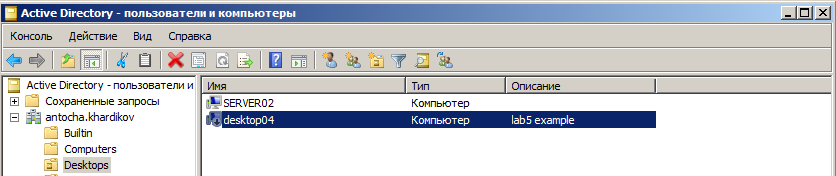 Active Directory - пользователи и компьютеры
Консоль Действие Вид Справка
Active Directory - пользователи и
Сохраненные запросы
antocha.khardikov
Builtin
Computers
Desktops
Имя Тип Описание
SERVER02 Компьютер
desktop04 Компьютер lab5 example